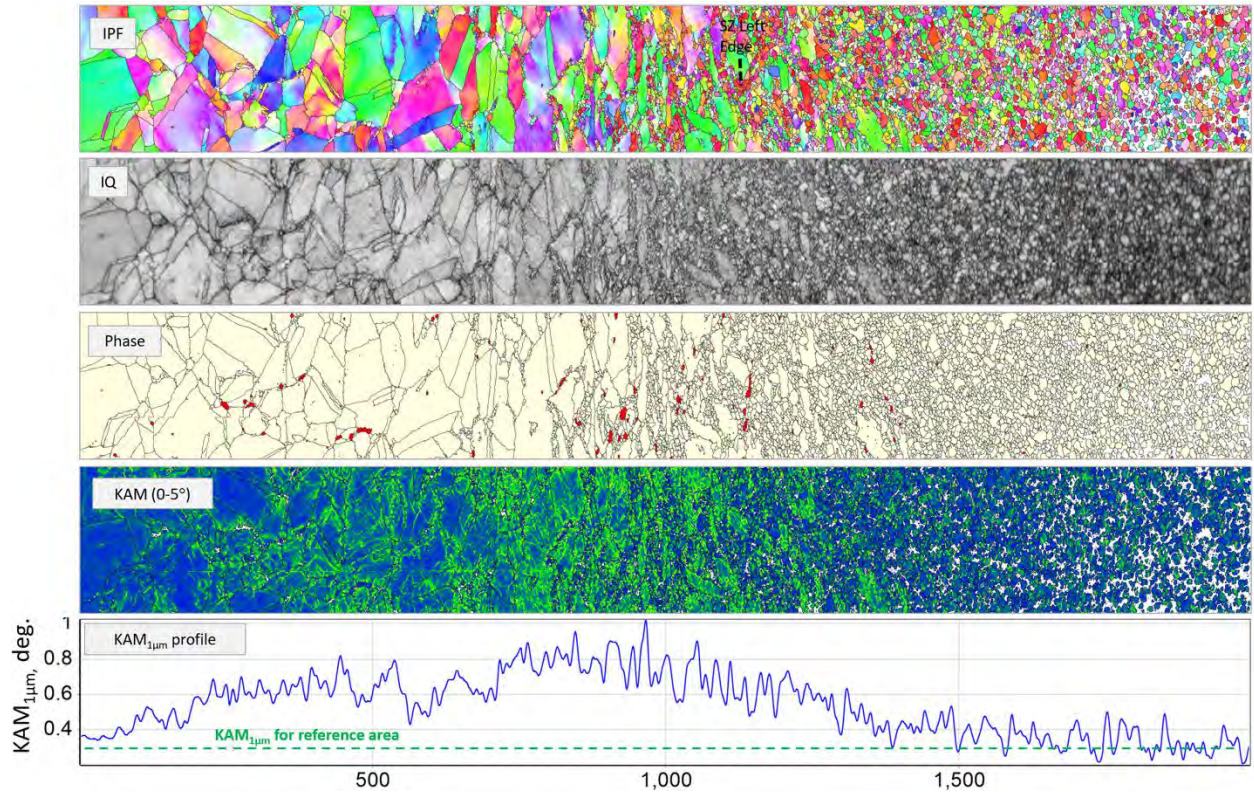 IPF
SZ Left
Edge
IQ
Phase
KAM (0-5°)
KAM1μm profile
KAM1μm, deg.
1
0.8
0.6
0.4
KAM1μm for reference area
500
1,000
1,500